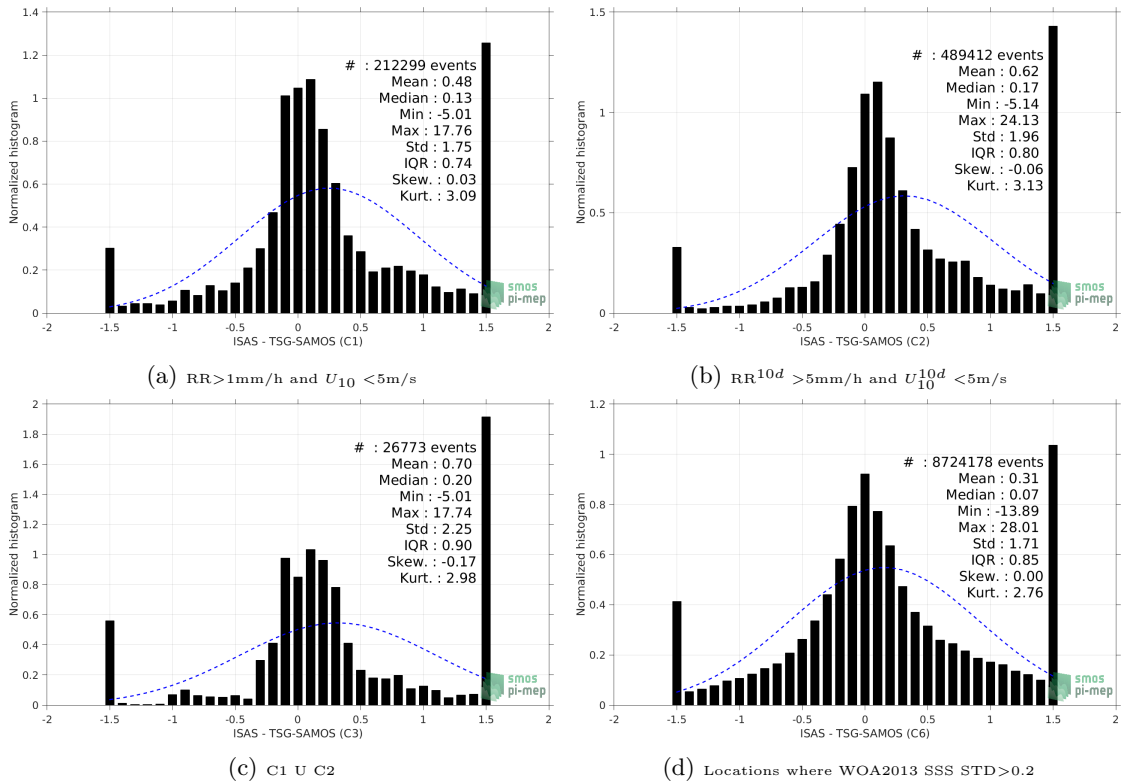 1.4
1.2
1
0.8
0.6
0.4
0.2
0
Normalized histogram
# : 212299 events
Mean : 0.48
Median : 0.13
Min : -5.01
Max : 17.76
Std : 1.75
IQR : 0.74
Skew. : 0.03
Kurt. : 3.09
smos
pi-mep
-2 -1.5 -1 -0.5 0 0.5 1 1.5 2
ISAS - TSG-SAMOS (C1)
(a) RR>1mm/h and U10 <5m/s
1.5
1
0.5
0
Normalized histogram
# : 489412 events
Mean : 0.62
Median : 0.17
Min : -5.14
Max : 24.13
Std : 1.96
IQR : 0.80
Skew. : -0.06
Kurt. : 3.13
smos
pi-mep
-2 -1.5 -1 -0.5 0 0.5 1 1.5 2
ISAS - TSG-SAMOS (C2)
(b) RR10d >5mm/h and U10d10 <5m/s
2
1.8
1.6
1.4
1.2
1
0.8
0.6
0.4
0.2
0
Normalized histogram
# : 26773 events
Mean : 0.70
Median : 0.20
Min : -5.01
Max : 17.74
Std : 2.25
IQR : 0.90
Skew. : -0.17
Kurt. : 2.98
smos
pi-mep
-2 -1.5 -1 -0.5 0 0.5 1 1.5 2
ISAS - TSG-SAMOS (C3)
(c) C1 U C2
1.2
1
0.8
0.6
0.4
0.2
0
Normalized histogram
# : 8724178 events
Mean : 0.31
Median : 0.07
Min : -13.89
Max : 28.01
Std : 1.71
IQR : 0.85
Skew. : 0.00
Kurt. : 2.76
smos
pi-mep
-2 -1.5 -1 -0.5 0 0.5 1 1.5 2
ISAS - TSG-SAMOS (C6)
(d) Locations where WOA2013 SSS STD>0.2